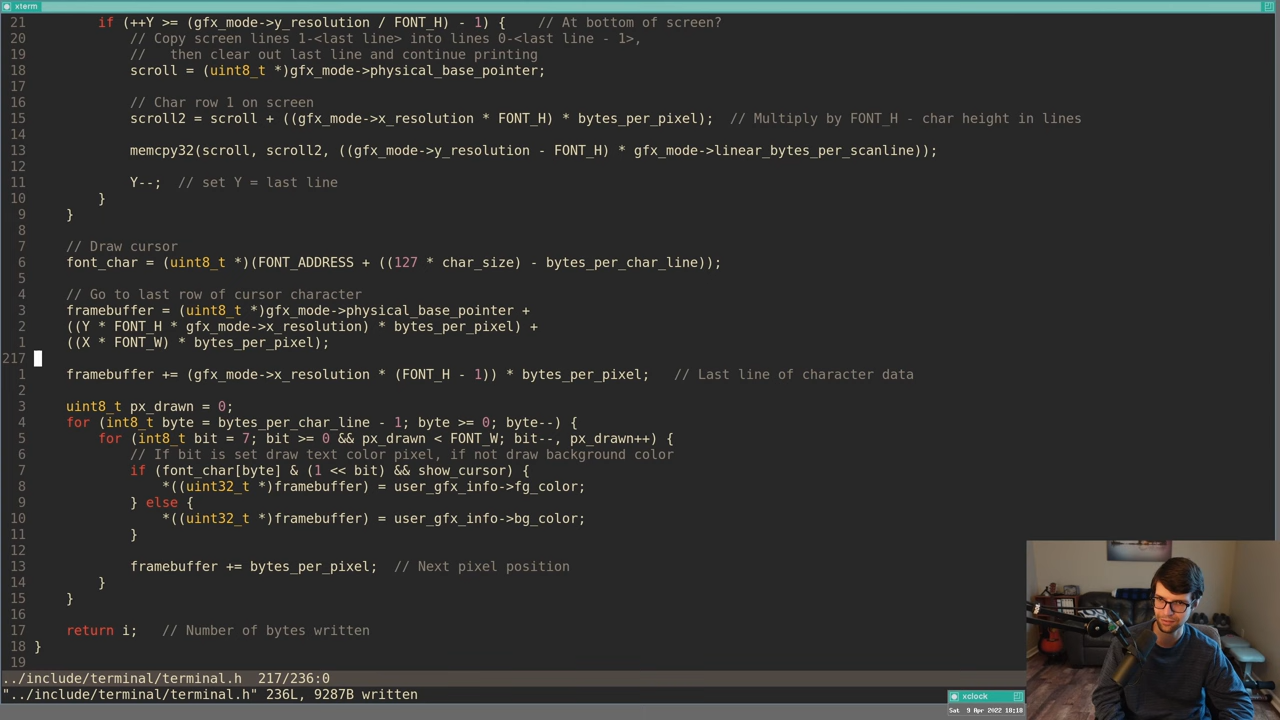 xterm
21 if (++Y >= (gfx_mode->y_resolution / FONT_H) - 1) { // At bottom of screen?
20 // Copy screen lines 1-<last line> into lines 0-<last line - 1>,
19 // then clear out last line and continue printing
18 scroll = (uint8_t *)gfx_mode->physical_base_pointer;
17
16 // Char row 1 on screen
15 scroll2 = scroll + ((gfx_mode->x_resolution * FONT_H) * bytes_per_pixel); // Multiply by FONT_H - char height in lines
14
13 memcpy32(scroll, scroll2, ((gfx_mode->y_resolution - FONT_H) * gfx_mode->linear_bytes_per_scanline));
12
11 Y--; // set Y = last line
10 }
9 }
8
7 // Draw cursor
6 font_char = (uint8_t *)(FONT_ADDRESS + ((127 * char_size) - bytes_per_char_line));
5
4 // Go to last row of cursor character
3 framebuffer = (uint8_t *)gfx_mode->physical_base_pointer +
2 ((Y * FONT_H * gfx_mode->x_resolution) * bytes_per_pixel) +
1 ((X * FONT_W) * bytes_per_pixel);
217
1 framebuffer += (gfx_mode->x_resolution * (FONT_H - 1)) * bytes_per_pixel; // Last line of character data
2
3 uint8_t px_drawn = 0;
4 for (int8_t byte = bytes_per_char_line - 1; byte >= 0; byte--) {
5 for (int8_t bit = 7; bit >= 0 && px_drawn < FONT_W; bit--, px_drawn++) {
6 // If bit is set draw text color pixel, if not draw background color
7 if (font_char[byte] & (1 << bit) && show_cursor) {
8 *((uint32_t *)framebuffer) = user_gfx_info->fg_color;
9 } else {
10 *((uint32_t *)framebuffer) = user_gfx_info->bg_color;
11 }
12
13 framebuffer += bytes_per_pixel; // Next pixel position
14 }
15 }
16
17 return i; // Number of bytes written
18 }
19
../include/terminal/terminal.h 217/236:0
"../include/terminal/terminal.h" 236L, 9287B written
xclock
Sat 9 Apr 2022 18:18